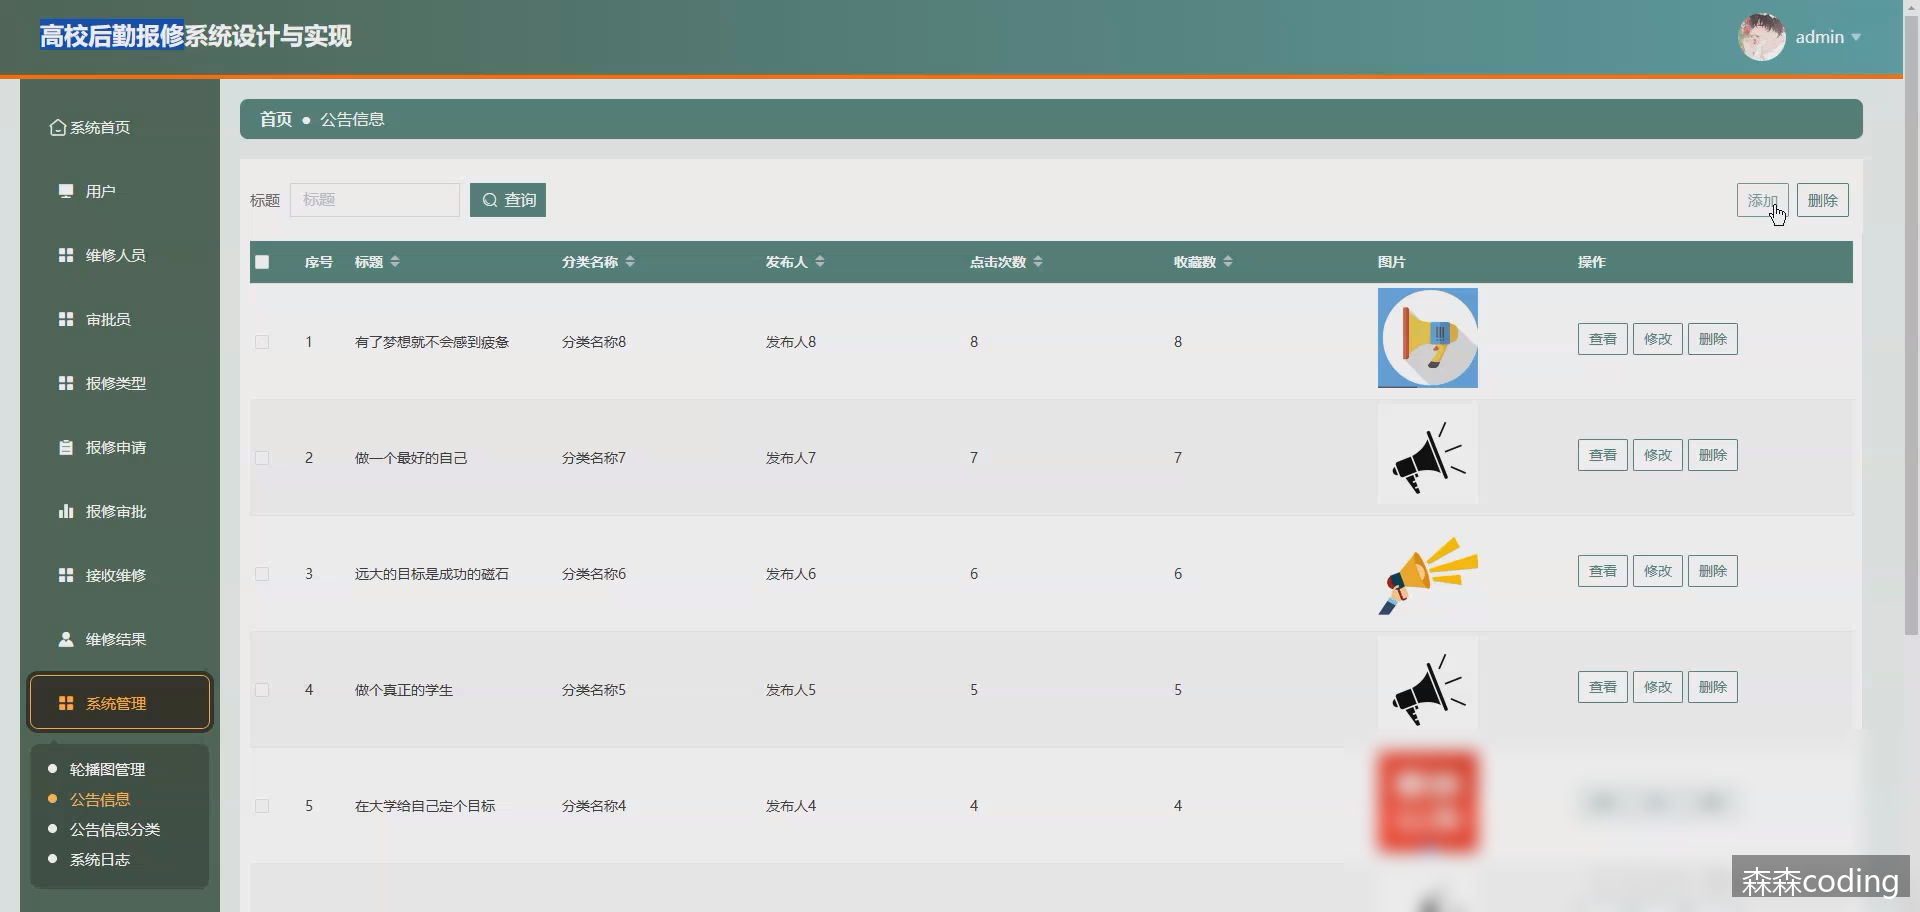 高校后勤报修系统设计与实现
admin
系统首页
用户
维修人员
审批员
报修类型
报修申请
报修审批
接收维修
维修结果
系统管理
轮播图管理
公告信息
公告信息分类
系统日志
首页 ● 公告信息
标题 标题 查询 添加 删除
序号 标题 分类名称 发布人 点击次数 收藏数 图片 操作
1 有了梦想就不会感到疲惫 分类名称8 发布人8 8 8 查看 修改 删除
2 做一个最好的自己 分类名称7 发布人7 7 7 查看 修改 删除
3 远大的目标是成功的磁石 分类名称6 发布人6 6 6 查看 修改 删除
4 做个真正的学生 分类名称5 发布人5 5 5 查看 修改 删除
5 在大学给自己定个目标 分类名称4 发布人4 4 4
森森coding